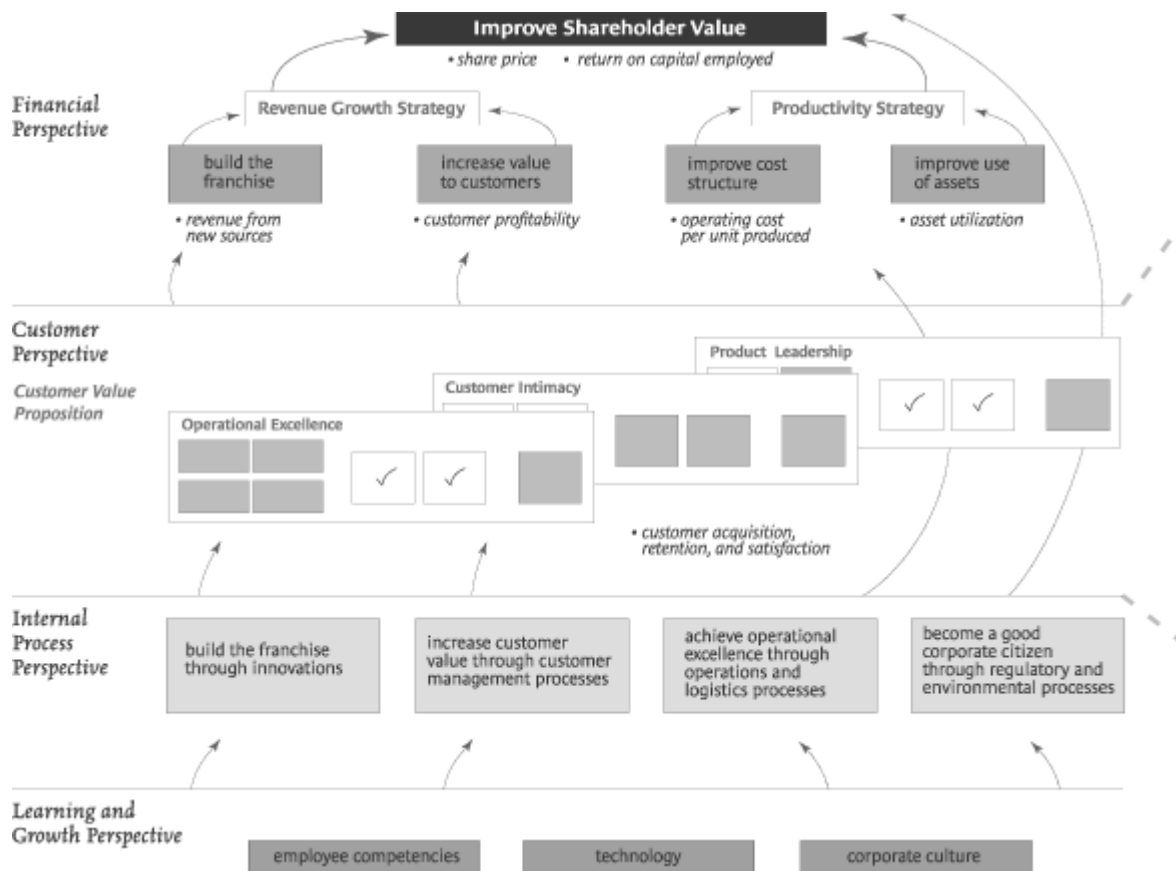 Improve Shareholder Value
• share price • return on capital employed
Financial
Perspective
Revenue Growth Strategy
Productivity Strategy
build the
franchise
increase value
to customers
improve cost
structure
improve use
of assets
• revenue from
new sources
• customer profitability
• operating cost
per unit produced
• asset utilization
Customer
Perspective
Customer Value
Proposition
Product Leadership
Customer Intimacy
Operational Excellence
• customer acquisition,
retention, and satisfaction
Internal
Process
Perspective
build the franchise
through innovations
increase customer
value through customer
management processes
achieve operational
excellence through
operations and
logistics processes
become a good
corporate citizen
through regulatory and
environmental processes
Learning and
Growth Perspective
employee competencies
technology
corporate culture